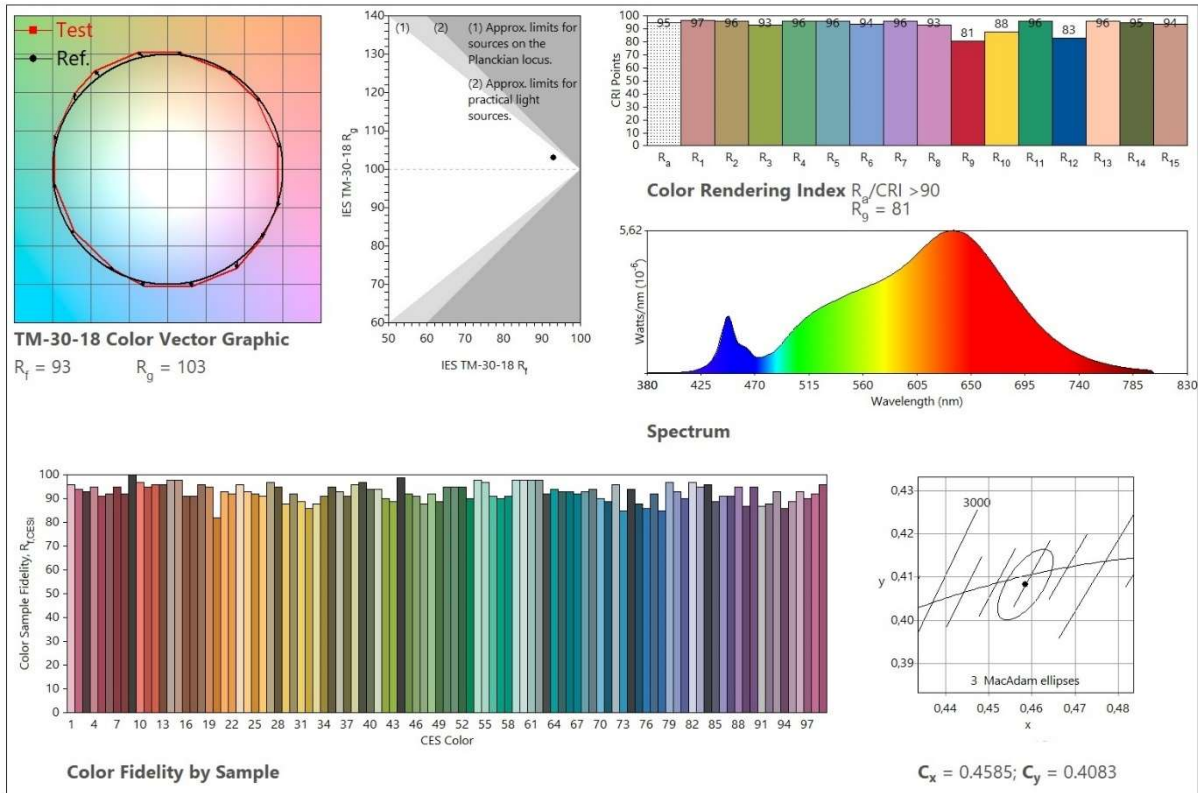 Test
Ref.
TM-30-18 Color Vector Graphic
Rf = 93 Rg = 103
IES TM-30-18 Rg
140
130
120
110
100
90
80
70
60
(1) (2) (1) Approx. limits for
sources on the
Planckian locus.
(2) Approx. limits for
practical light
sources.
50 60 70 80 90 100
IES TM-30-18 Rf
CRI Points
100
90
80
70
60
50
40
30
20
10
0
95 97 96 93 96 96 94 96 93 81 88 96 83 96 95 94
Ra R1 R2 R3 R4 R5 R6 R7 R8 R9 R10 R11 R12 R13 R14 R15
Color Rendering Index Ra/CRI >90
R9 = 81
5,62
Watts/nm (10-6)
380 425 470 515 560 605 650 695 740 785 830
Wavelength (nm)
Spectrum
Color Sample Fidelity, Rf,CESi
100
90
80
70
60
50
40
30
20
10
0
1 4 7 10 13 16 19 22 25 28 31 34 37 40 43 46 49 52 55 58 61 64 67 70 73 76 79 82 85 88 91 94 97
CES Color
Color Fidelity by Sample
0,43
0,42
0,41
0,40
0,39
y
3000
3 MacAdam ellipses
0,44 0,45 0,46 0,47 0,48
x
Cx = 0.4585; Cy = 0.4083